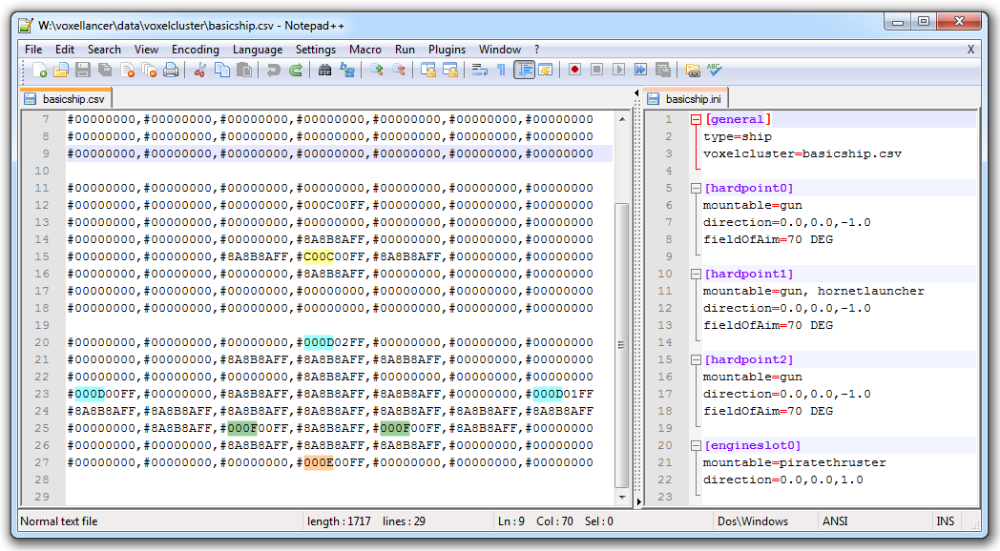 W:\voxellancer\data\voxelcluster\basicship.csv - Notepad++
File Edit Search View Encoding Language Settings Macro Run Plugins Window ? X
basicship.csv
7 #00000000,#00000000,#00000000,#00000000,#00000000,#00000000,#00000000
8 #00000000,#00000000,#00000000,#00000000,#00000000,#00000000,#00000000
9 #00000000,#00000000,#00000000,#00000000,#00000000,#00000000,#00000000
10
11 #00000000,#00000000,#00000000,#00000000,#00000000,#00000000,#00000000
12 #00000000,#00000000,#00000000,#000C00FF,#00000000,#00000000,#00000000
13 #00000000,#00000000,#00000000,#00000000,#00000000,#00000000,#00000000
14 #00000000,#00000000,#00000000,#8A8B8AFF,#00000000,#00000000,#00000000
15 #00000000,#00000000,#8A8B8AFF,#C00C00FF,#8A8B8AFF,#00000000,#00000000
16 #00000000,#00000000,#00000000,#8A8B8AFF,#00000000,#00000000,#00000000
17 #00000000,#00000000,#00000000,#00000000,#00000000,#00000000,#00000000
18 #00000000,#00000000,#00000000,#00000000,#00000000,#00000000,#00000000
19
20 #00000000,#00000000,#00000000,#000D02FF,#00000000,#00000000,#00000000
21 #00000000,#00000000,#8A8B8AFF,#8A8B8AFF,#8A8B8AFF,#00000000,#00000000
22 #00000000,#00000000,#00000000,#8A8B8AFF,#00000000,#00000000,#00000000
23 #000D00FF,#00000000,#8A8B8AFF,#8A8B8AFF,#8A8B8AFF,#00000000,#000D01FF
24 #8A8B8AFF,#8A8B8AFF,#8A8B8AFF,#8A8B8AFF,#8A8B8AFF,#8A8B8AFF,#8A8B8AFF
25 #00000000,#8A8B8AFF,#000F00FF,#8A8B8AFF,#000F00FF,#8A8B8AFF,#00000000
26 #00000000,#00000000,#8A8B8AFF,#8A8B8AFF,#8A8B8AFF,#00000000,#00000000
27 #00000000,#00000000,#00000000,#000E00FF,#00000000,#00000000,#00000000
28
29
basicship.ini
1 [general]
2 type=ship
3 voxelcluster=basicship.csv
4
5 [hardpoint0]
6 mountable=gun
7 direction=0.0,0.0,-1.0
8 fieldOfAim=70 DEG
9
10 [hardpoint1]
11 mountable=gun, hornetlauncher
12 direction=0.0,0.0,-1.0
13 fieldOfAim=70 DEG
14
15 [hardpoint2]
16 mountable=gun
17 direction=0.0,0.0,-1.0
18 fieldOfAim=70 DEG
19
20 [engineslot0]
21 mountable=piratethruster
22 direction=0.0,0.0,1.0
23
Normal text file length : 1717 lines : 29 Ln : 9 Col : 70 Sel : 0 Dos\Windows ANSI INS